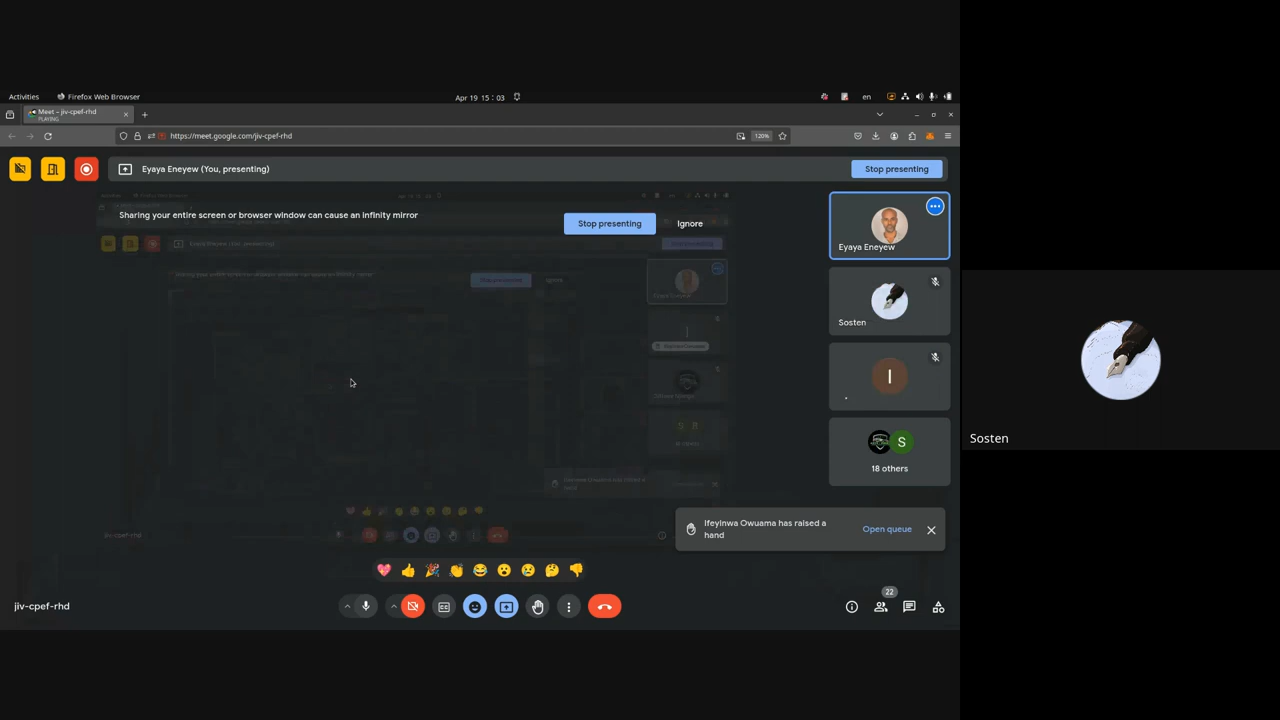 Activities
Firefox Web Browser
Apr 19 15:03
en
Meet – jiv-cpef-rhd
PLAYING
https://meet.google.com/jiv-cpef-rhd
120%
Eyaya Eneyew (You, presenting)
Stop presenting
Sharing your entire screen or browser window can cause an infinity mirror
Stop presenting
Ignore
Eyaya Eneyew
Sosten
I
S
18 others
Ifeyinwa Owuama has raised a
hand
Open queue
jiv-cpef-rhd
22
Sosten